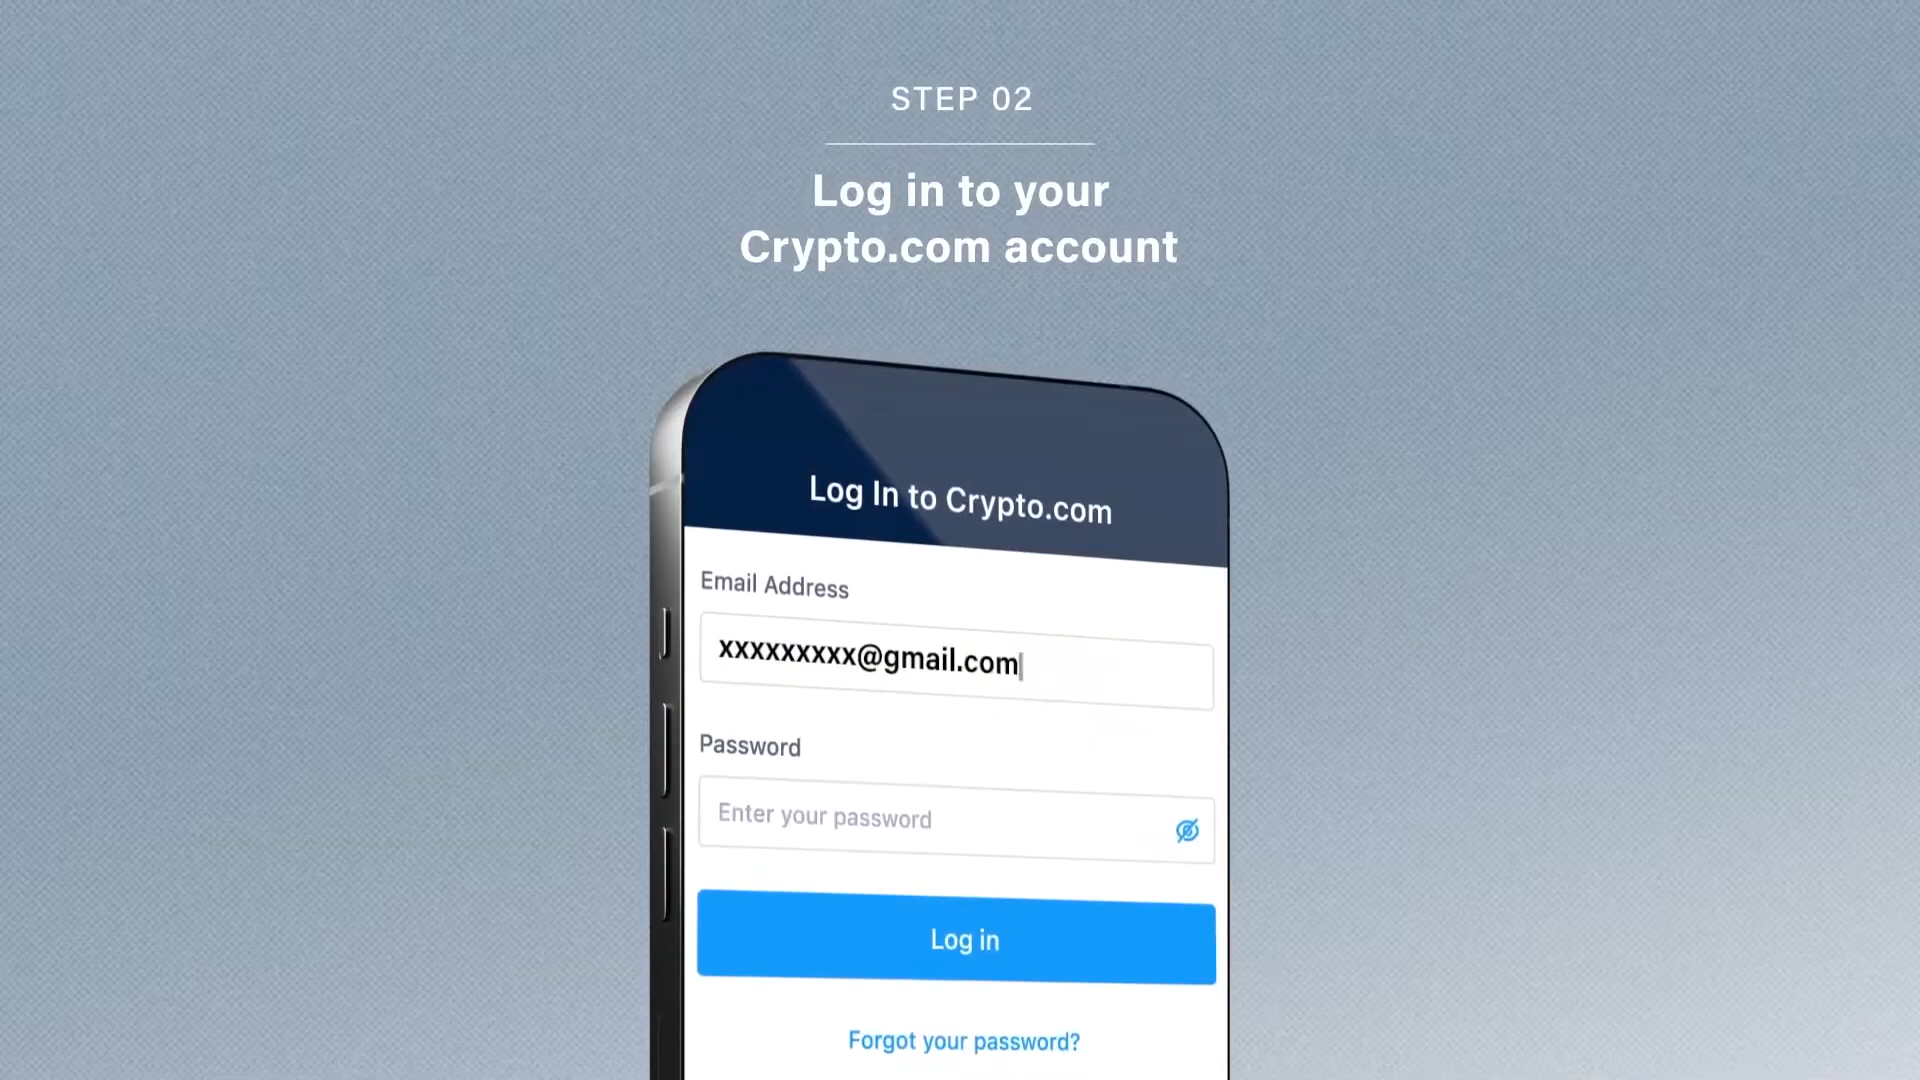 STEP 02
Log in to your
Crypto.com account
Log In to Crypto.com
Email Address
xxxxxxxxx@gmail.com
Password
Enter your password
Log in
Forgot your password?